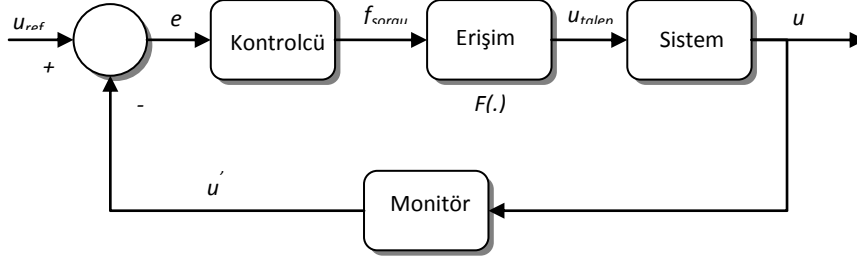 u_ref
e
Kontrolcü
f_sorgu
Erişim
u_talep
Sistem
u
+
-
F(.)
u′
Monitör